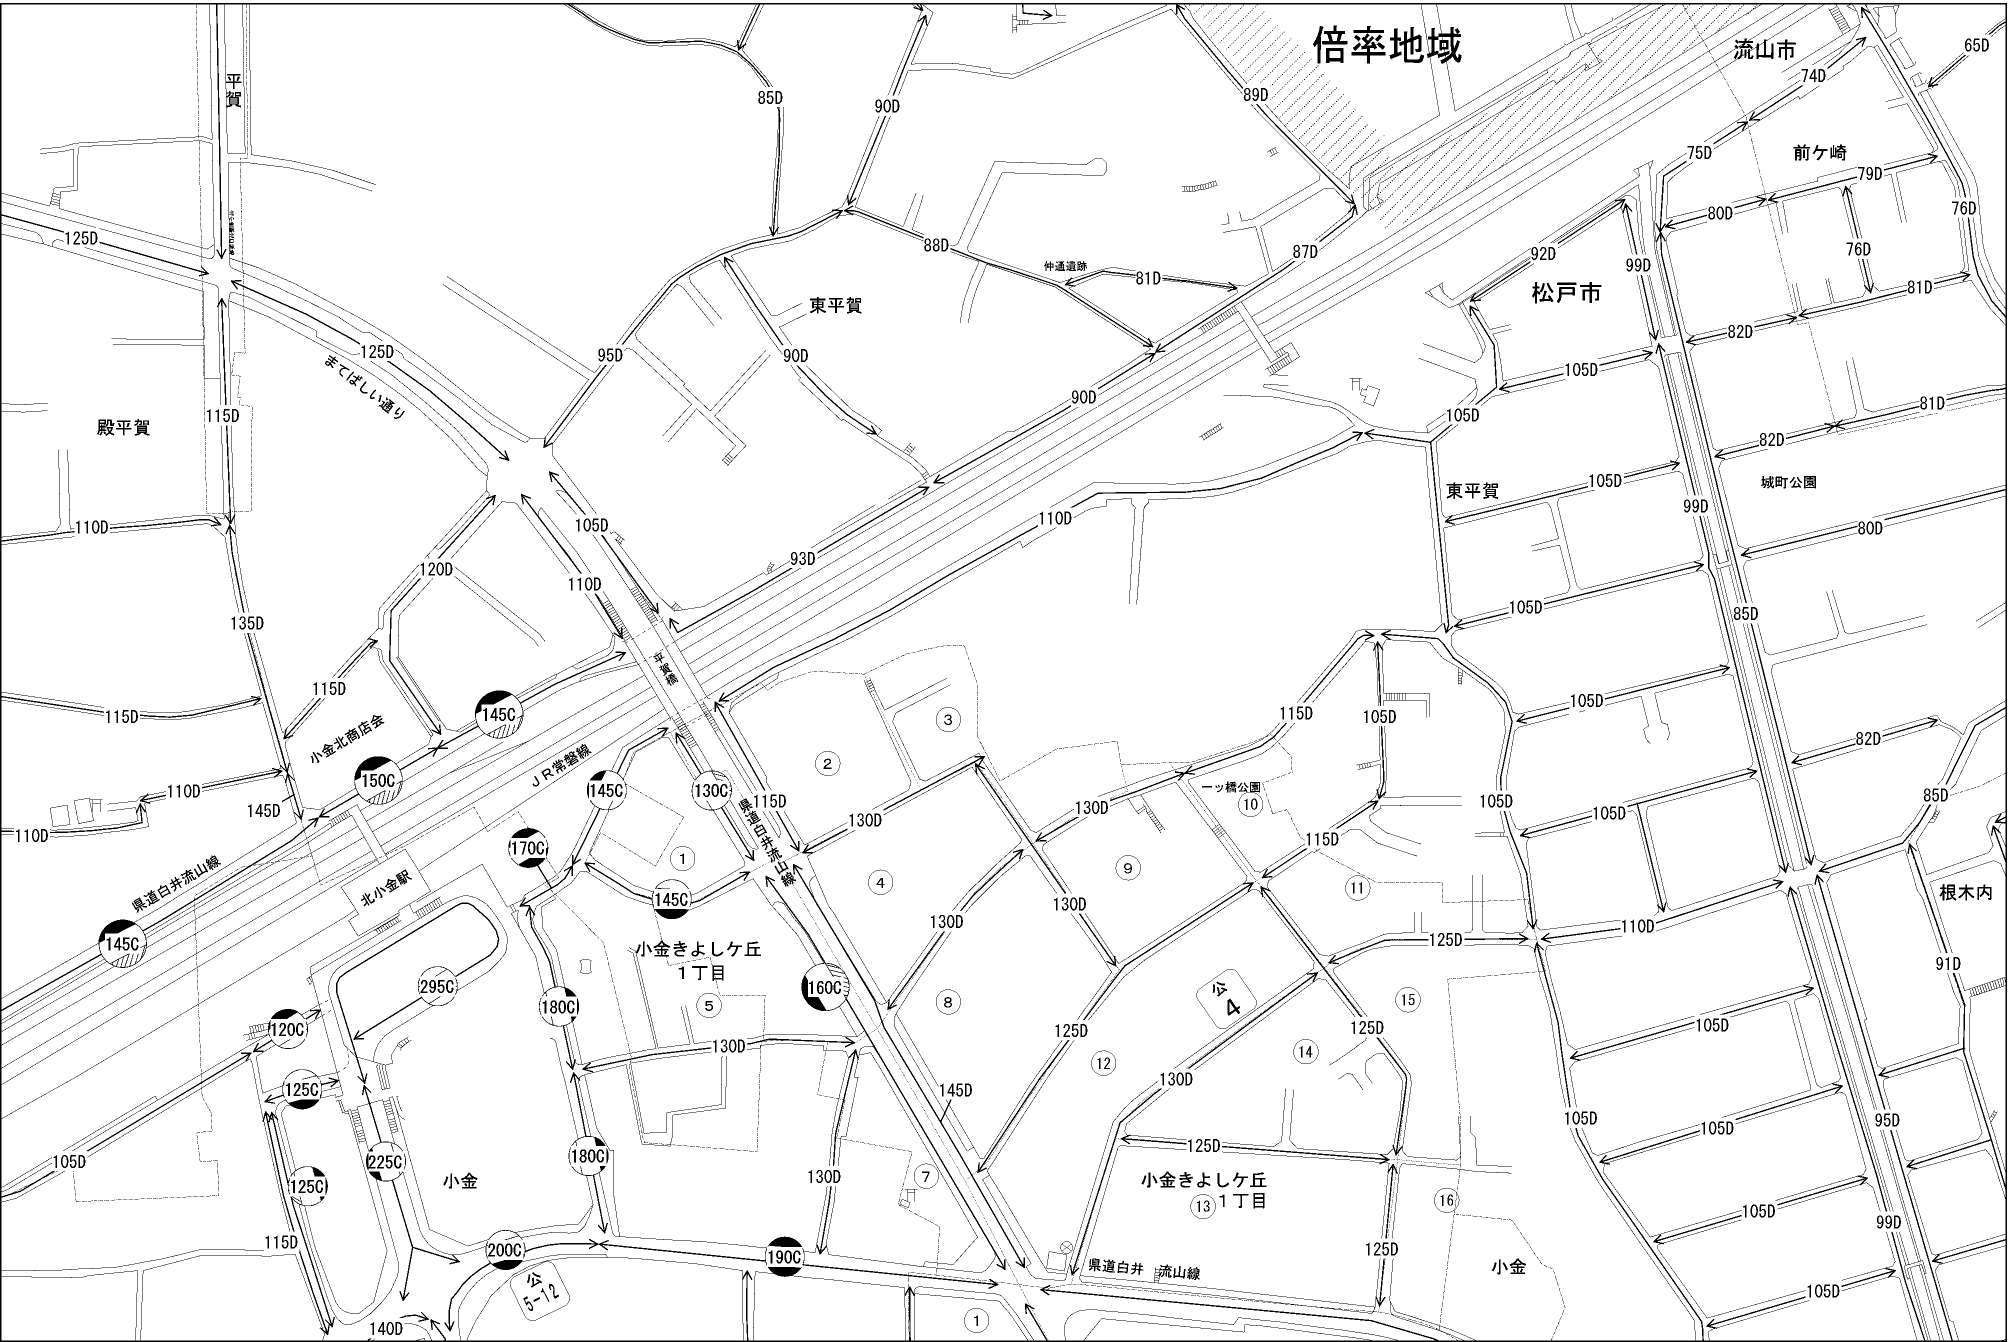 倍率地域
流山市
65D
74D
平賀
85D
90D
89D
75D
前ケ崎
79D
80D
76D
76D
125D
88D
仲通遺跡
81D
87D
92D
99D
松戸市
81D
東平賀
82D
125D
まてばしい通り
95D
90D
105D
90D
105D
81D
115D
殿平賀
82D
東平賀
105D
城町公園
99D
110D
110D
105D
93D
80D
120D
110D
135D
105D
85D
平賀橋
115D
115D
145C
小金北商店会
105D
115D
105D
③
②
82D
150C
JR常磐線
110D
145D
110D
145C
130C
115D
県道白井流山線
130D
130D
一ツ橋公園
⑩
105D
105D
85D
170C
①
115D
⑨
県道白井流山線
北小金駅
145C
④
⑪
根木内
130D
130D
145C
小金きよしケ丘
1丁目
125D
110D
91D
295C
180C
⑤
160C
⑧
公
4
⑮
120C
130D
125D
125D
105D
⑭
⑫
125C
145D
130D
105D
95D
105D
180C
225C
125C
小金
130D
⑦
125D
105D
小金きよしケ丘
⑬
1丁目
⑯
105D
99D
115D
200C
190C
125D
県道白井
流山線
小金
公
5-12
105D
140D
①